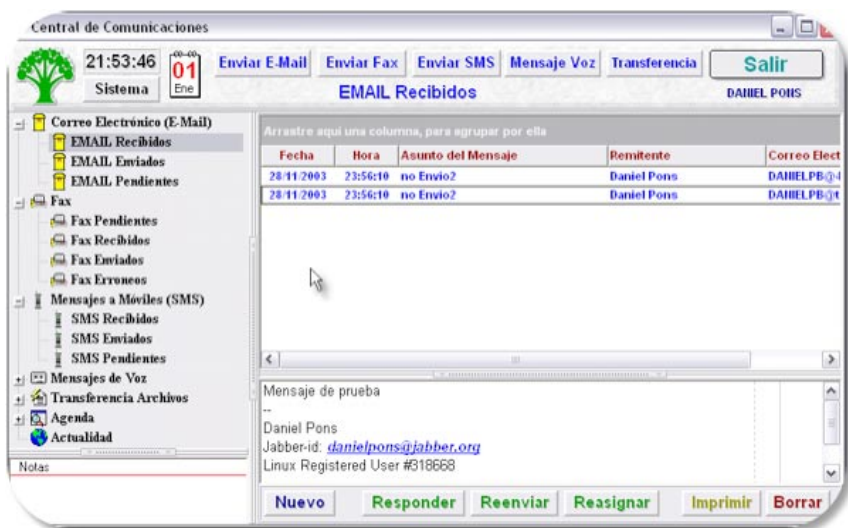 Central de Comunicaciones
21:53:46
01
Ene
Sistema
Enviar E-Mail
Enviar Fax
Enviar SMS
Mensaje Voz
Transferencia
Salir
EMAIL Recibidos
DANIEL PONS
Correo Electrónico (E-Mail)
EMAIL Recibidos
EMAIL Enviados
EMAIL Pendientes
Fax
Fax Pendientes
Fax Recibidos
Fax Enviados
Fax Erroneos
Mensajes a Móviles (SMS)
SMS Recibidos
SMS Enviados
SMS Pendientes
Mensajes de Voz
Transferencia Archivos
Agenda
Actualidad
Notas
Arrastre aqui una columna, para agrupar por ella
Fecha Hora Asunto del Mensaje Remitente Correo Elect
28/11/2003 23:56:10 no Envio2 Daniel Pons DANIELPB@
28/11/2003 23:56:10 no Envio2 Daniel Pons DANIELPB@t
Mensaje de prueba
--
Daniel Pons
Jabber-id: danielpons@jabber.org
Linux Registered User #318668
Nuevo
Responder
Reenviar
Reasignar
Imprimir
Borrar